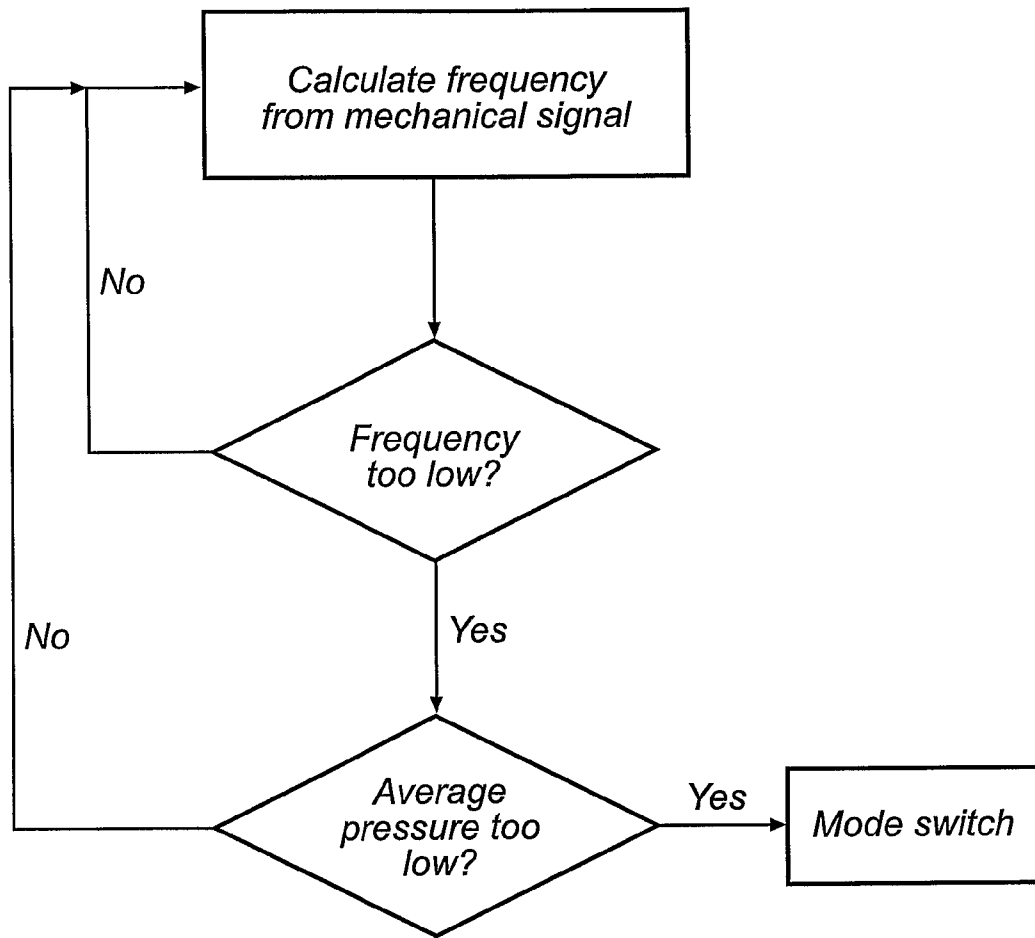 Calculate frequency
from mechanical signal
No
Frequency
too low?
No
Yes
Average
pressure too
low?
Yes
Mode switch